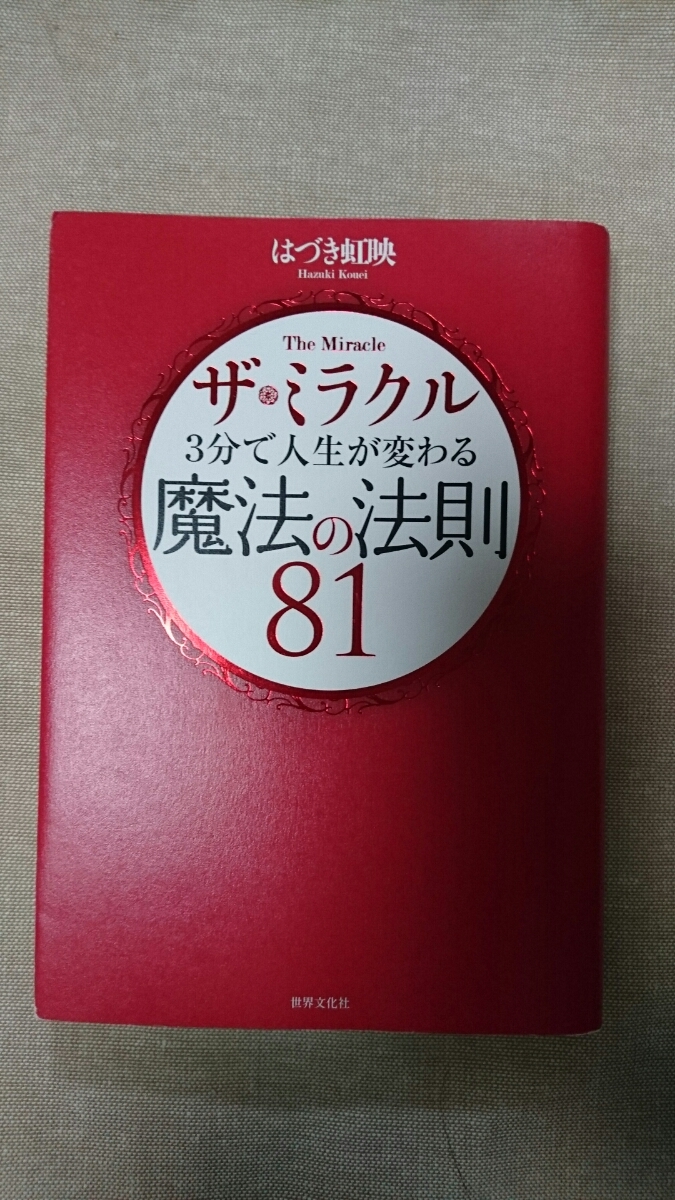 はづき虹映
Hazuki Kouei
The Miracle
ザ・ミラクル
3分で人生が変わる
魔法の法則
81
世界文化社